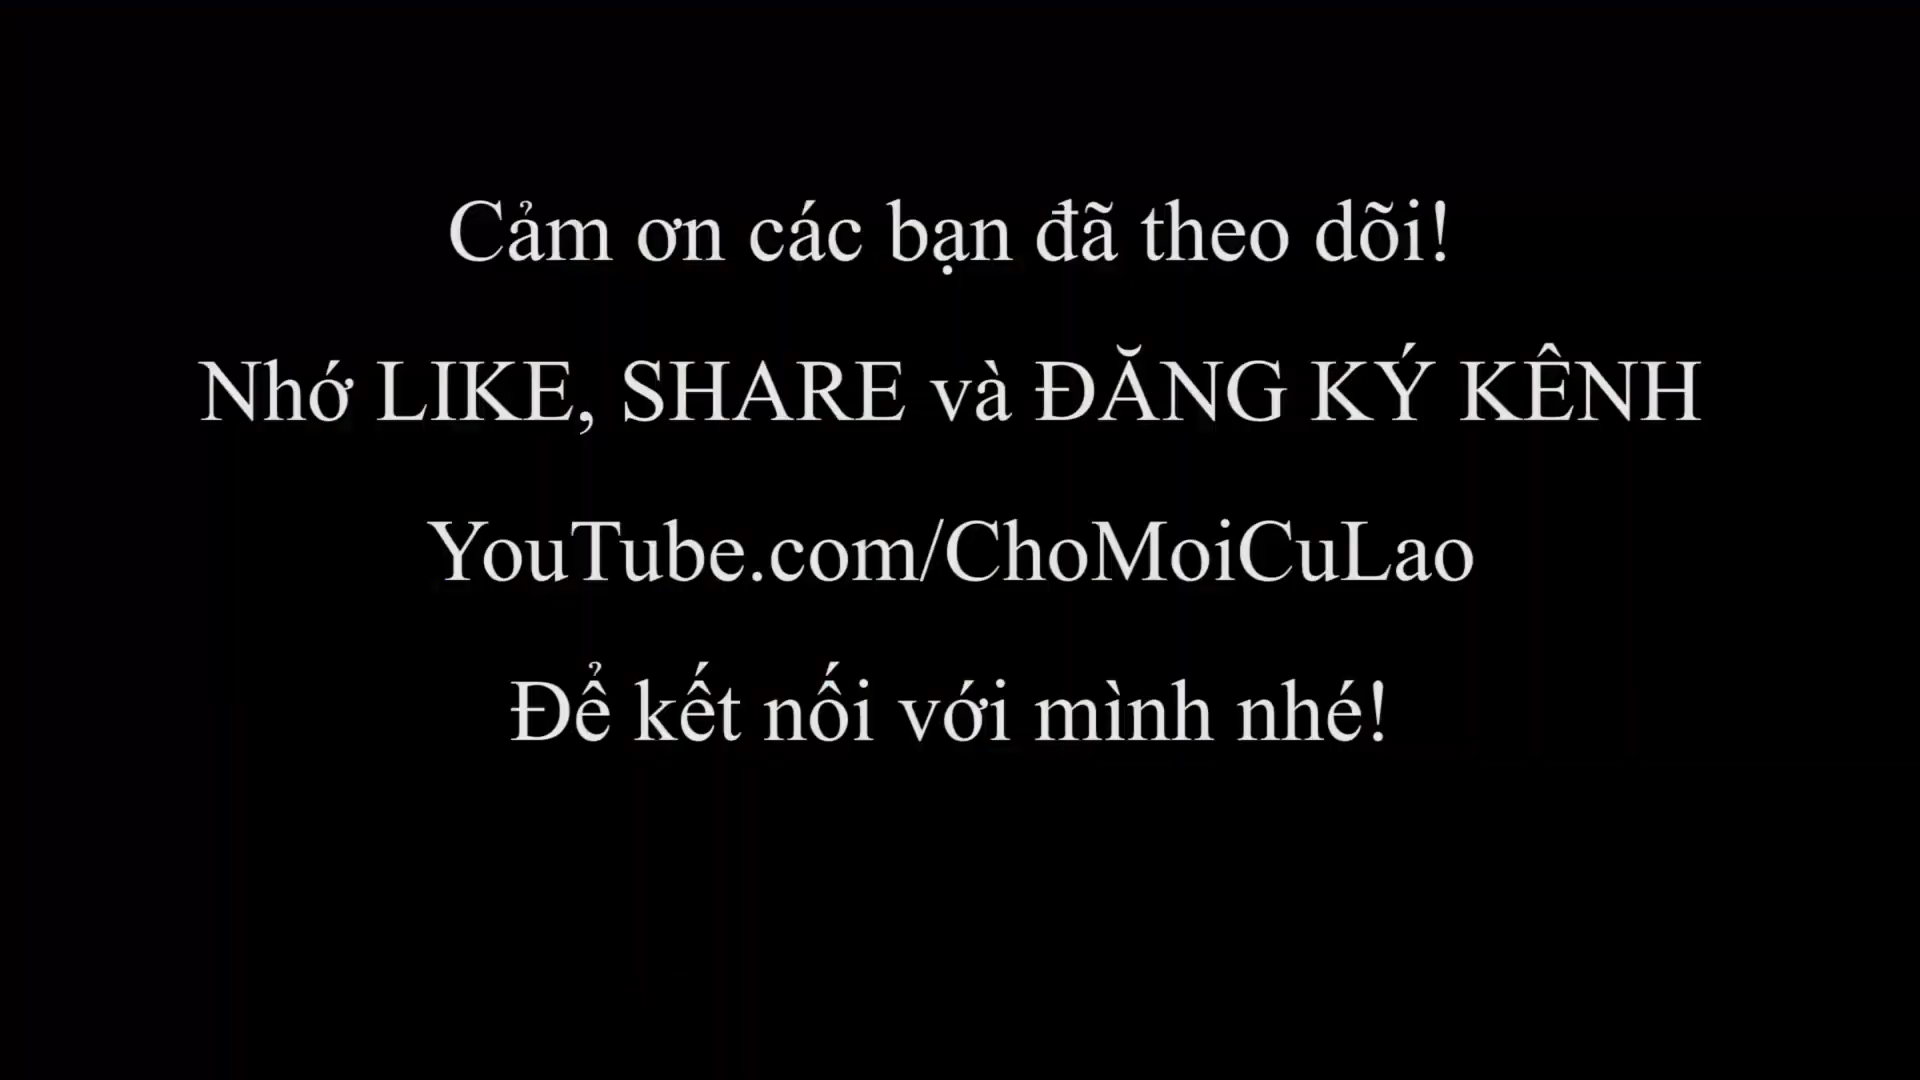 Cảm ơn các bạn đã theo dõi!
Nhớ LIKE, SHARE và ĐĂNG KÝ KÊNH
YouTube.com/ChoMoiCuLao
Để kết nối với mình nhé!